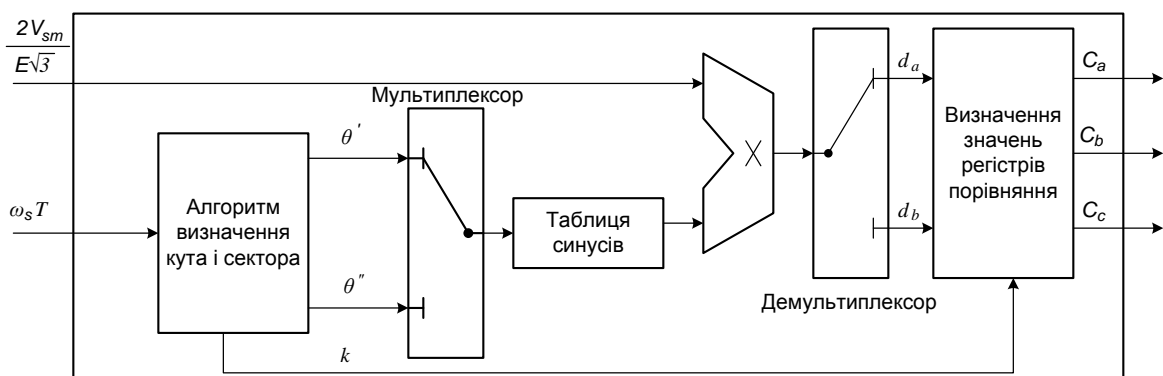 2V_sm
E√3
ω_sT
Алгоритм
визначення
кута і сектора
θ'
θ"
k
Мультиплексор
Таблиця
синусів
×
Демультиплексор
d_a
d_b
Визначення
значень
регістрів
порівняння
C_a
C_b
C_c